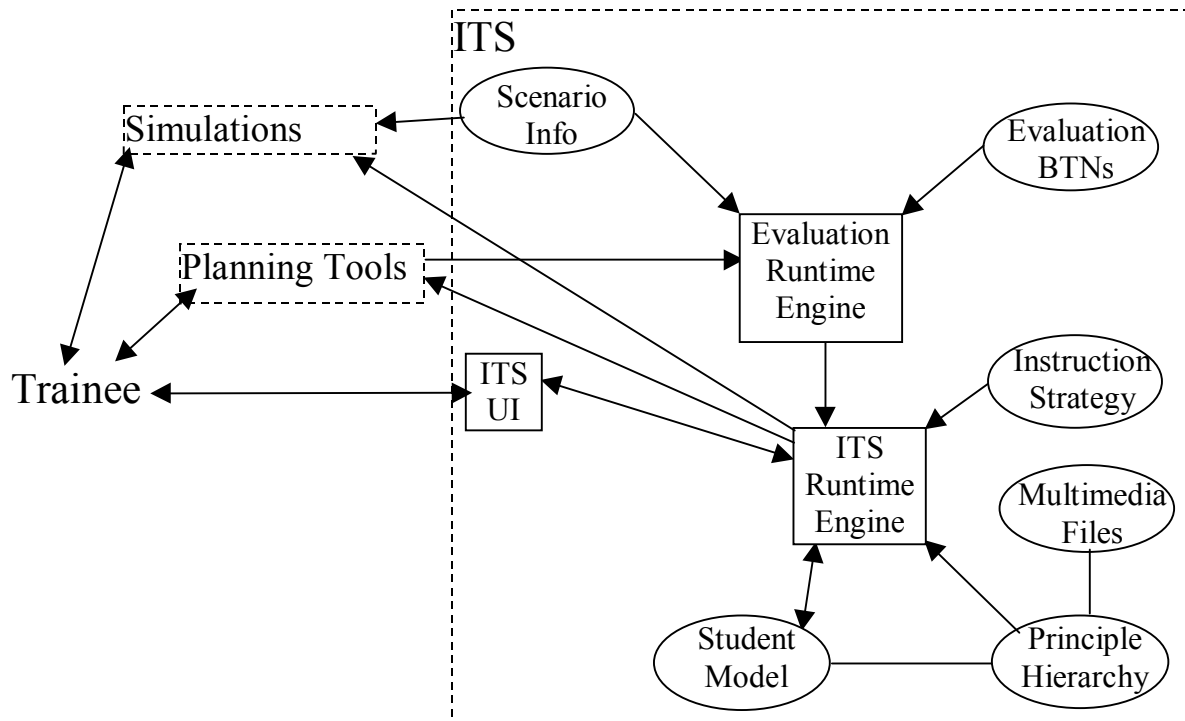 ITS
Scenario
Info
Simulations
Evaluation
BTNs
Evaluation
Runtime
Engine
Planning Tools
Instruction
Strategy
ITS
UI
Trainee
ITS
Runtime
Engine
Multimedia
Files
Student
Model
Principle
Hierarchy